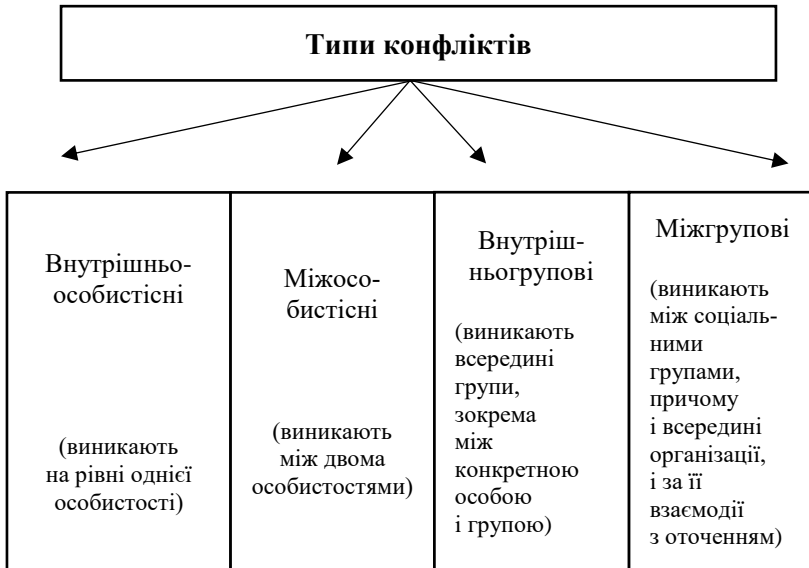 Типи конфліктів
Внутрішньо-
особистісні
(виникають
на рівні однієї
особистості)
Міжосо-
бистісні
(виникають
між двома
особистостями)
Внутріш-
ньогрупові
(виникають
всередині
групи,
зокрема
між
конкретною
особою
і групою)
Міжгрупові
(виникають
між соціаль-
ними
групами,
причому
і всередині
організації,
і за її
взаємодії
з оточенням)